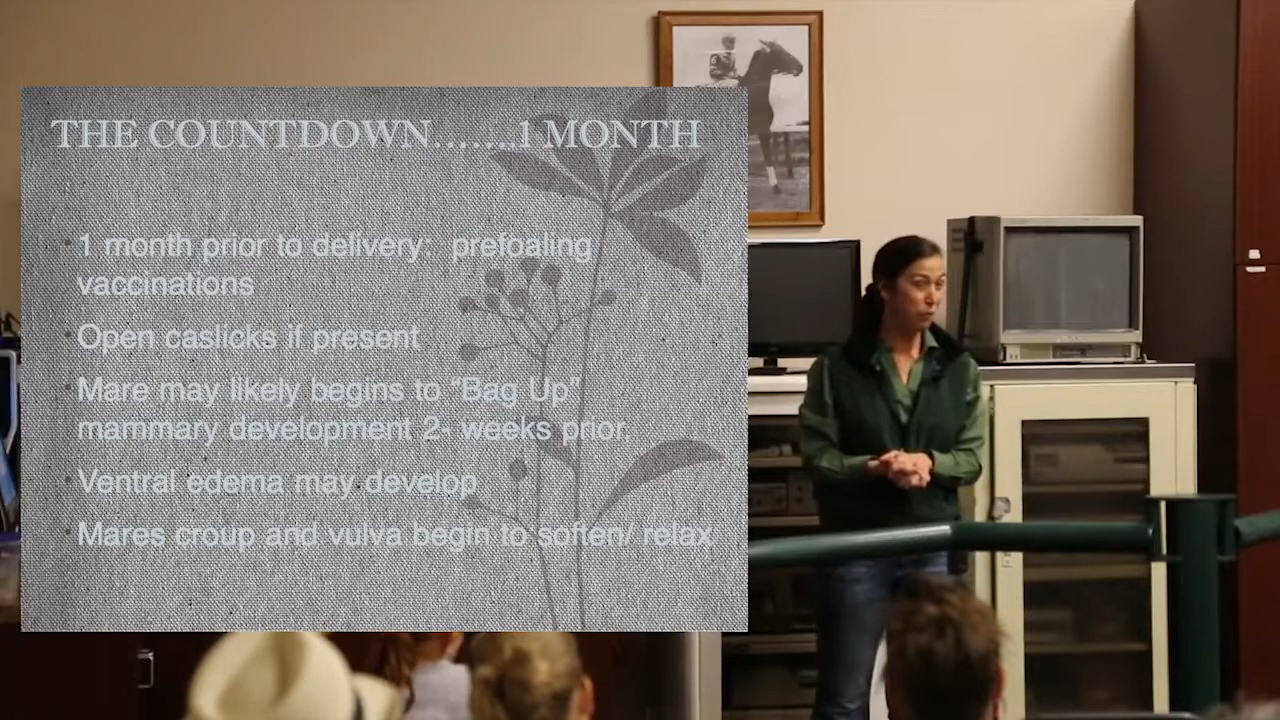 THE COUNTDOWN.......1 MONTH
1 month prior to delivery: prefoaling
vaccinations
Open caslicks if present
Mare may likely begins to “Bag Up”
mammary development 2- weeks prior,
Ventral edema may develop
Mares croup and vulva begin to soften/ relax